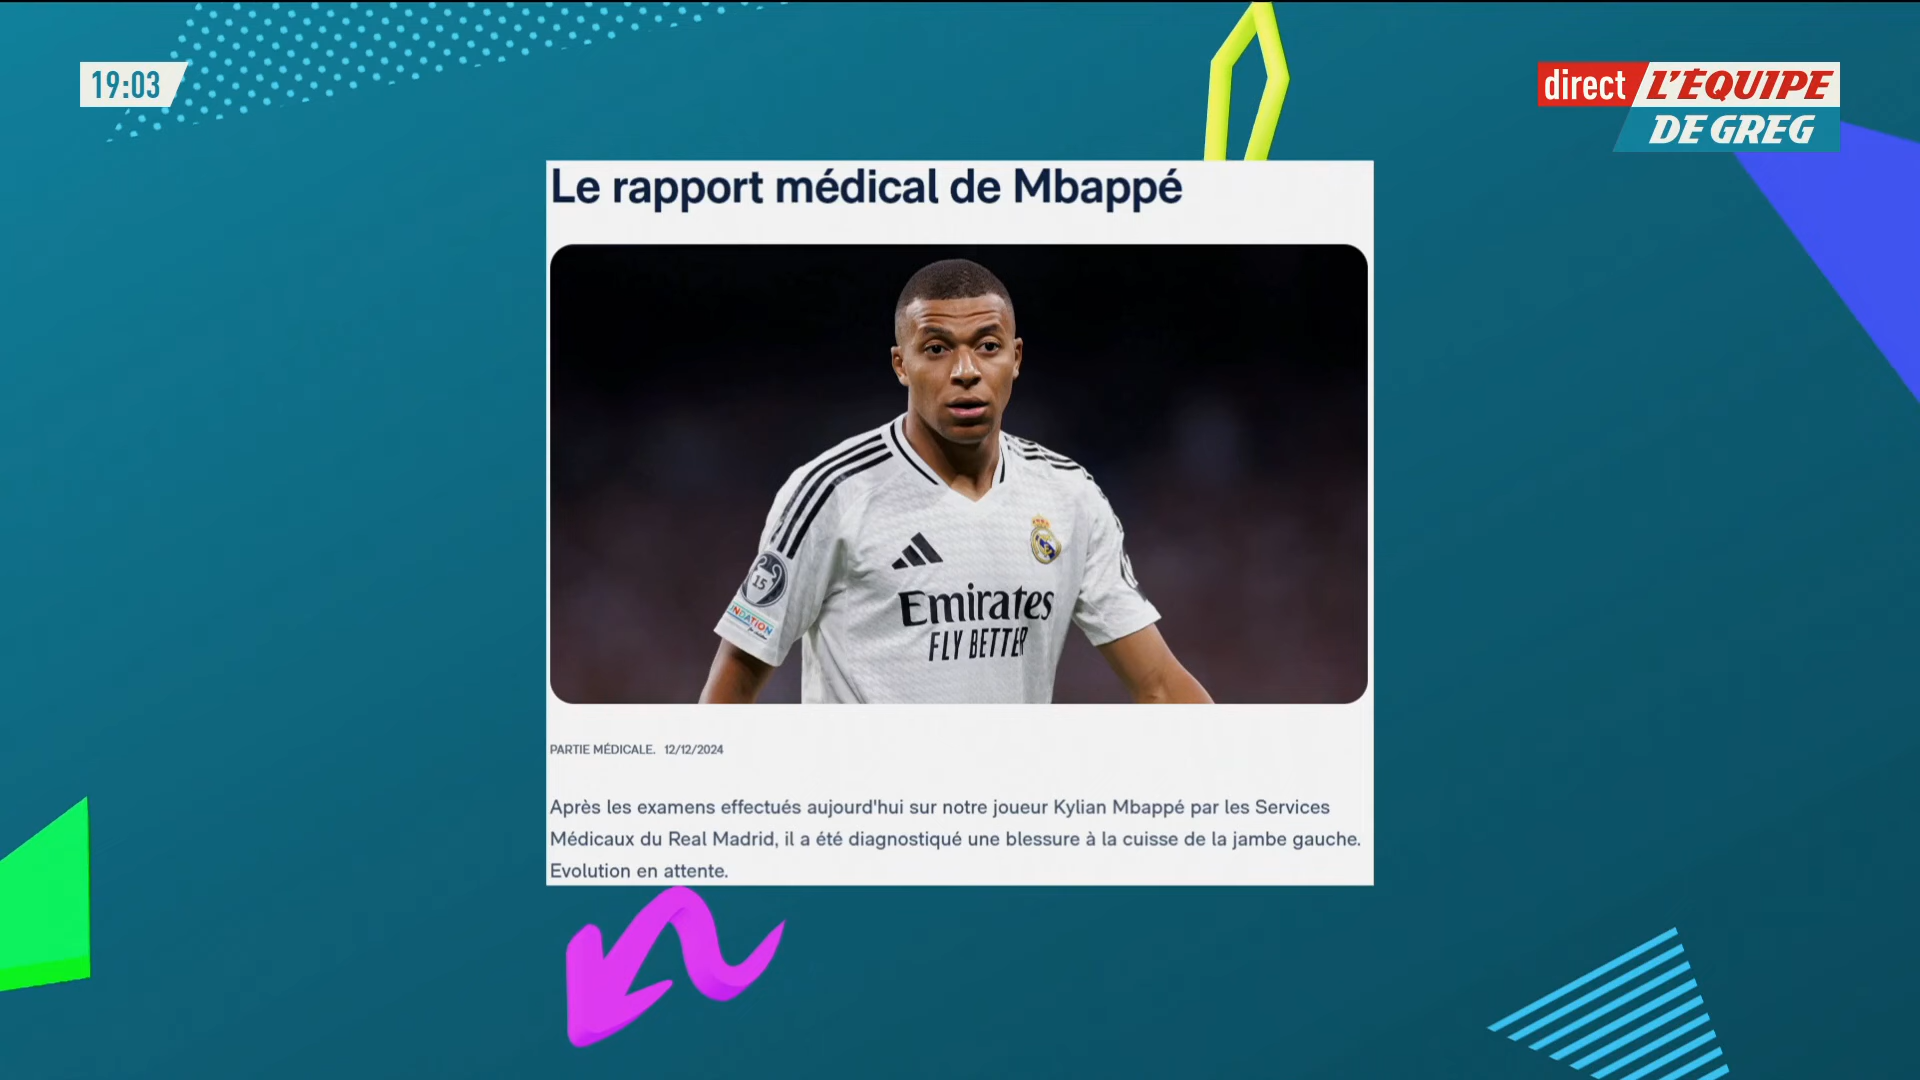 19:03
direct L'ÉQUIPE
DE GREG
Le rapport médical de Mbappé
15
NDATION
Emirates
FLY BETTER
PARTIE MÉDICALE. 12/12/2024
Après les examens effectués aujourd'hui sur notre joueur Kylian Mbappé par les Services
Médicaux du Real Madrid, il a été diagnostiqué une blessure à la cuisse de la jambe gauche.
Evolution en attente.